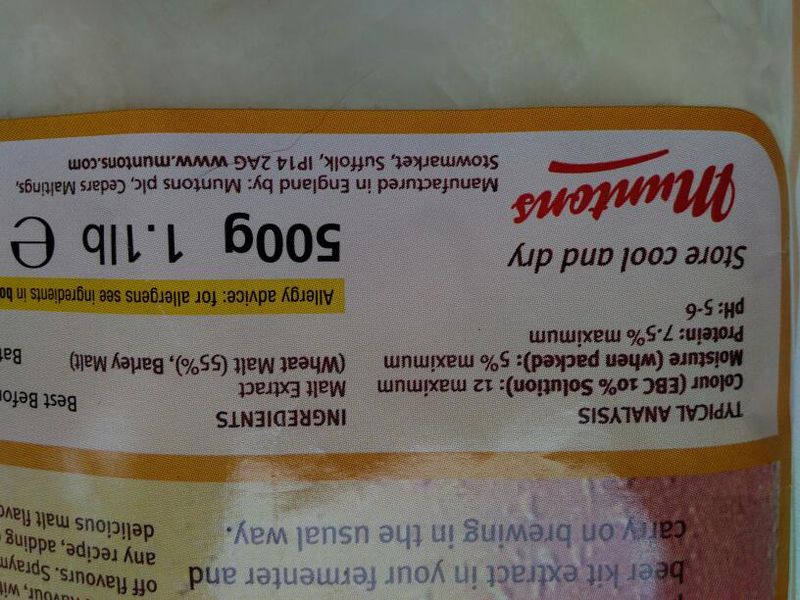 beer kit extract in your fermenter and
carry on brewing in the usual way.
off flavours. Spraym
any recipe, adding
delicious malt flavo
TYPICAL ANALYSIS
Colour (EBC 10% Solution): 12 maximum
Moisture (when packed): 5% maximum
Protein: 7.5% maximum
pH: 5-6
Store cool and dry
Muntons
INGREDIENTS
Malt Extract
(Wheat Malt (55%), Barley Malt)
Best Befor
Bat
Allergy advice: for allergens see ingredients in bo
500g 1.1lb e
Manufactured in England by: Muntons plc, Cedars Maltings,
Stowmarket, Suffolk, IP14 2AG www.muntons.com